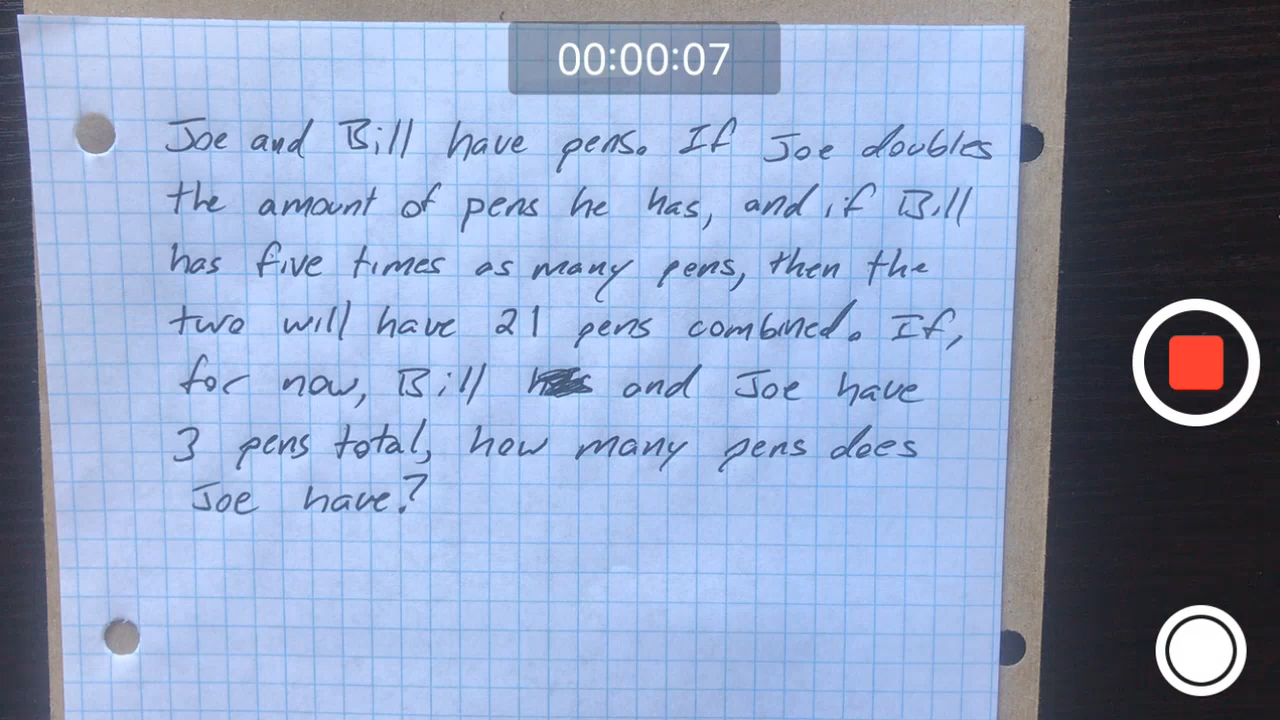 00:00:07
Joe and Bill have pens. If Joe doubles
the amount of pens he has, and if Bill
has five times as many pens, then the
two will have 21 pens combined. If,
for now, Bill and Joe have
3 pens total, how many pens does
Joe have?